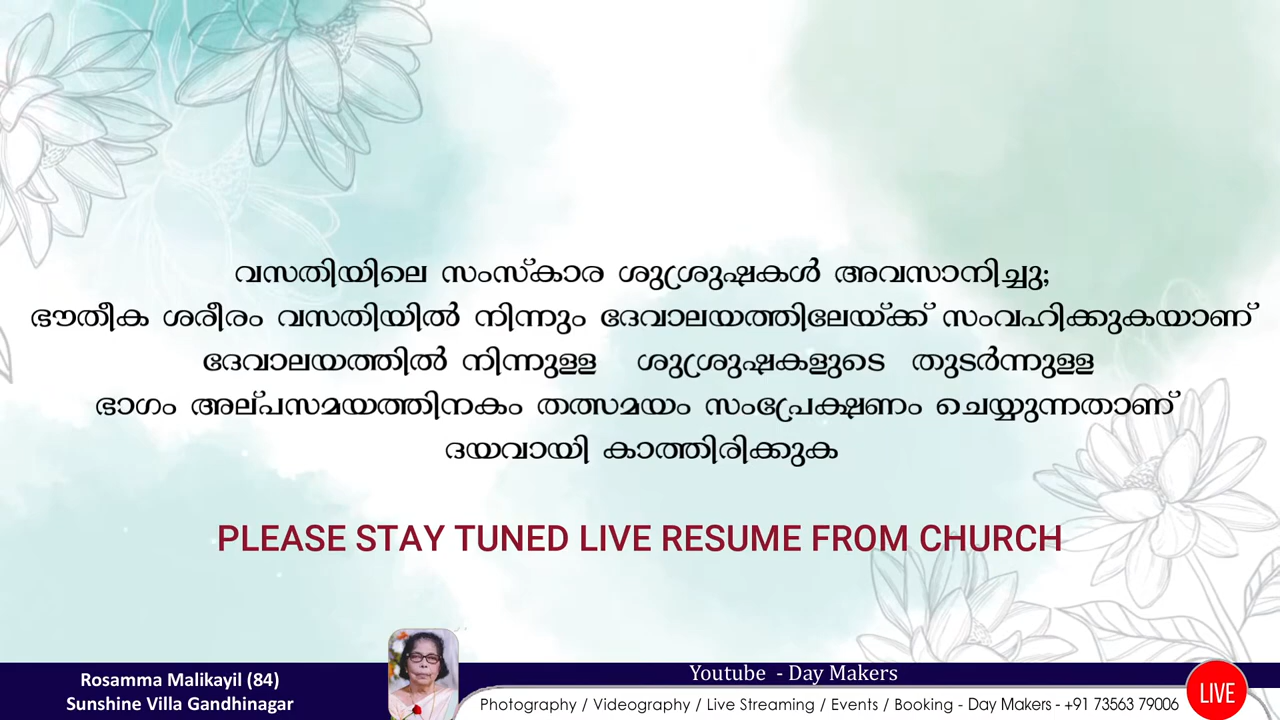 വസതിയിലെ സംസ്കാര ശുശ്രുഷകൾ അവസാനിച്ചു;
ഭൗതീക ശരീരം വസതിയിൽ നിന്നും ദേവാലയത്തിലേയ്ക്ക് സംവഹിക്കുകയാണ്
ദേവാലയത്തിൽ നിന്നുള്ള ശുശ്രുഷകളുടെ തുടർന്നുള്ള
ഭാഗം അല്പസമയത്തിനകം തത്സമയം സംപ്രേക്ഷണം ചെയ്യുന്നതാണ്
ദയവായി കാത്തിരിക്കുക
PLEASE STAY TUNED LIVE RESUME FROM CHURCH
Rosamma Malikayil (84)
Sunshine Villa Gandhinagar
Youtube - Day Makers
Photography / Videography / Live Streaming / Events / Booking - Day Makers - +91 73563 79006
LIVE